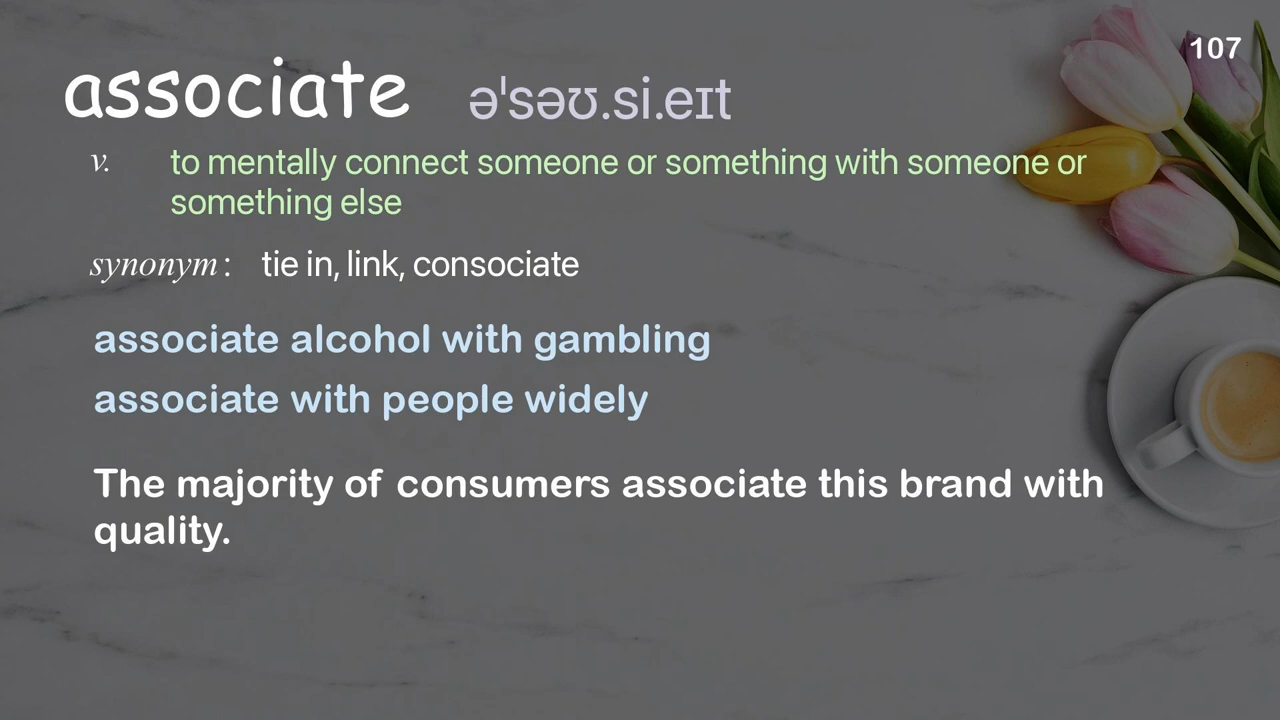 107
associate əˈsəʊ.si.eɪt
v. to mentally connect someone or something with someone or
something else
synonym : tie in, link, consociate
associate alcohol with gambling
associate with people widely
The majority of consumers associate this brand with
quality.